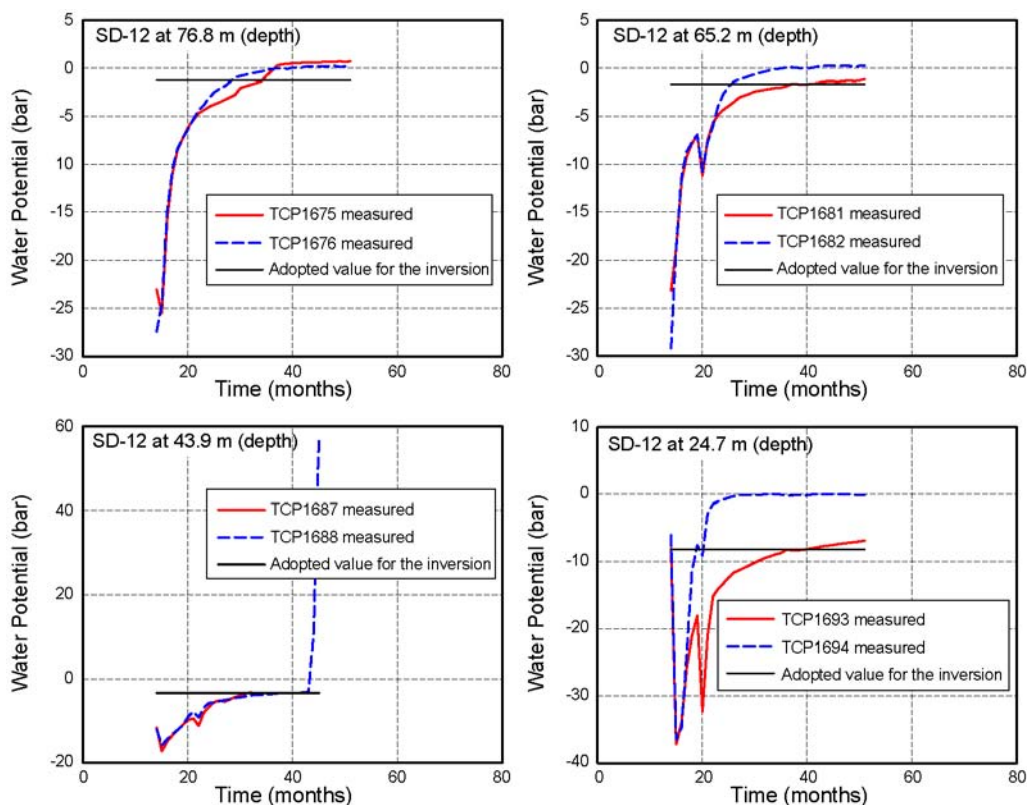 SD-12 at 76.8 m (depth)
Water Potential (bar)
5
0
-5
-10
-15
-20
-25
-30
TCP1675 measured
TCP1676 measured
Adopted value for the inversion
0
20
40
60
80
Time (months)
SD-12 at 65.2 m (depth)
Water Potential (bar)
5
0
-5
-10
-15
-20
-25
-30
TCP1681 measured
TCP1682 measured
Adopted value for the inversion
0
20
40
60
80
Time (months)
SD-12 at 43.9 m (depth)
Water Potential (bar)
60
40
20
0
-20
TCP1687 measured
TCP1688 measured
Adopted value for the inversion
0
20
40
60
80
Time (months)
SD-12 at 24.7 m (depth)
Water Potential (bar)
10
0
-10
-20
-30
-40
TCP1693 measured
TCP1694 measured
Adopted value for the inversion
0
20
40
60
80
Time (months)